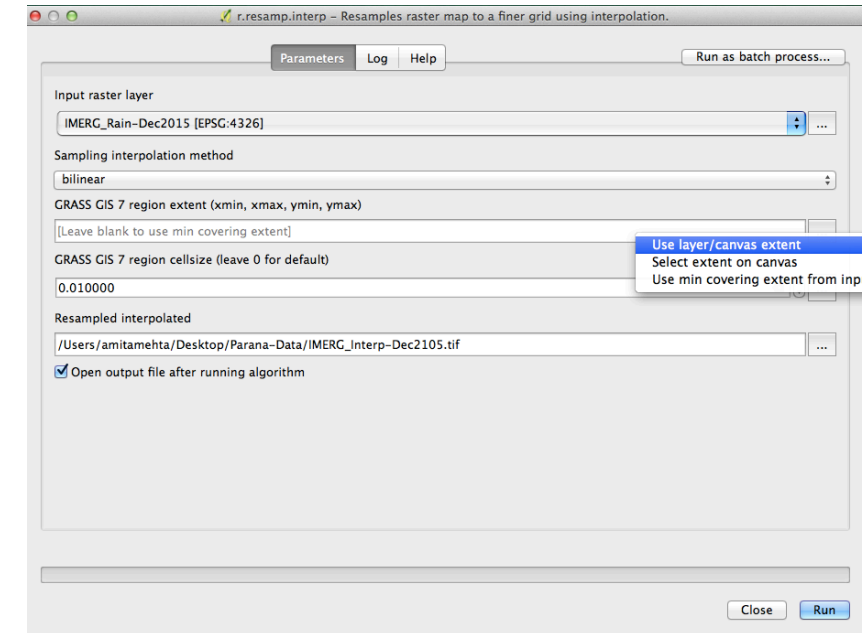 r.resamp.interp – Resamples raster map to a finer grid using interpolation.
Parameters Log Help Run as batch process...
Input raster layer
IMERG_Rain-Dec2015 [EPSG:4326] ...
Sampling interpolation method
bilinear
GRASS GIS 7 region extent (xmin, xmax, ymin, ymax)
[Leave blank to use min covering extent]
Use layer/canvas extent
Select extent on canvas
Use min covering extent from inp
GRASS GIS 7 region cellsize (leave 0 for default)
0.010000
Resampled interpolated
/Users/amitamehta/Desktop/Parana-Data/IMERG_Interp-Dec2105.tif ...
Open output file after running algorithm
Close Run